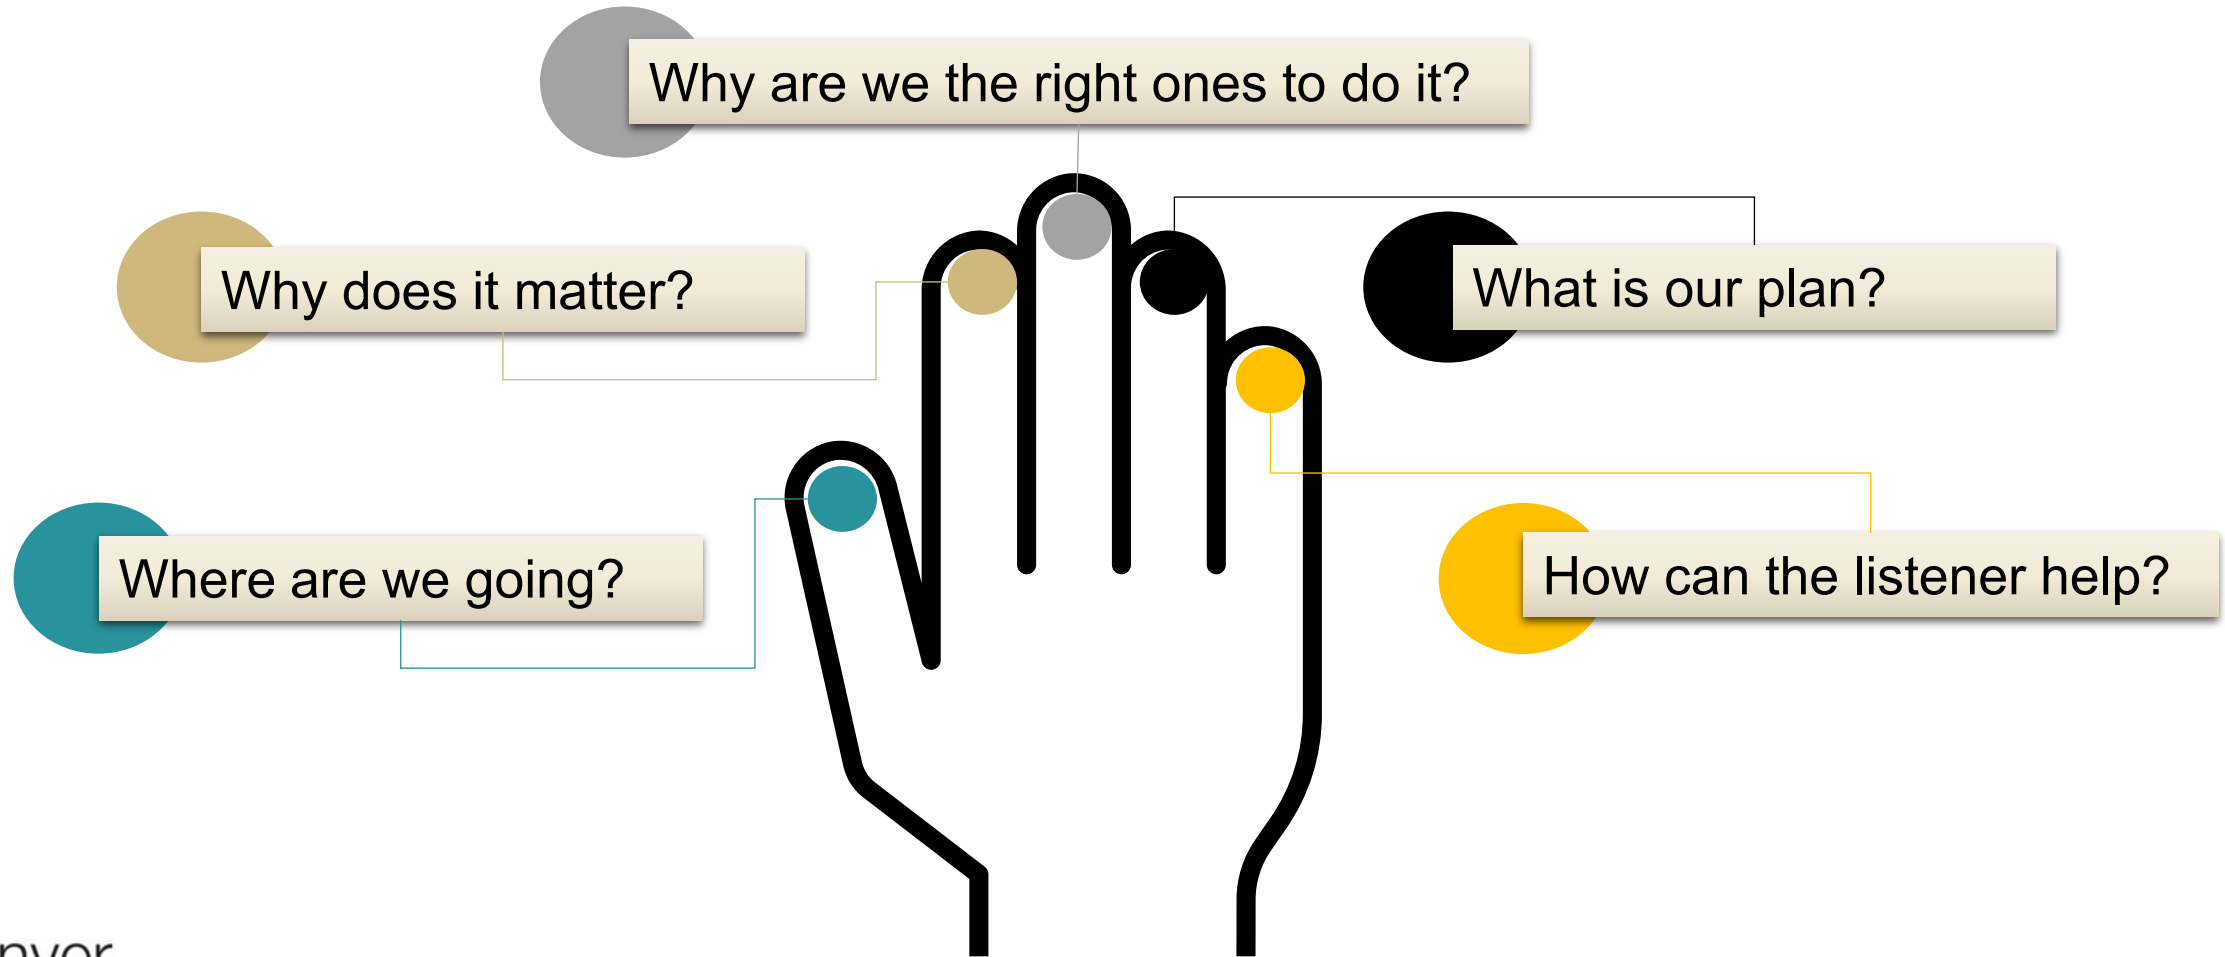 Why are we the right ones to do it?
Why does it matter?
What is our plan?
Where are we going?
How can the listener help?